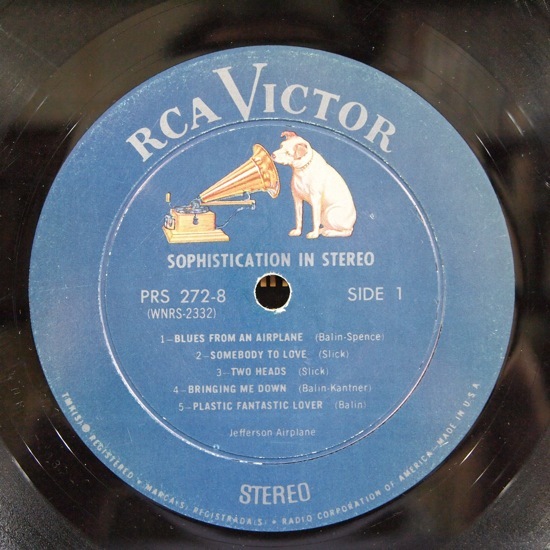 RCA VICTOR
SOPHISTICATION IN STEREO
PRS 272-8
SIDE 1
(WNRS-2332)
1—BLUES FROM AN AIRPLANE (Balin-Spence)
2—SOMEBODY TO LOVE (Slick)
3—TWO HEADS (Slick)
4—BRINGING ME DOWN (Balin-Kantner)
5—PLASTIC FANTASTIC LOVER (Balin)
Jefferson Airplane
STEREO
TMK(S) ® REGISTERED • MARCA(S) REGISTRADA(S) • RADIO CORPORATION OF AMERICA—MADE IN U.S.A.